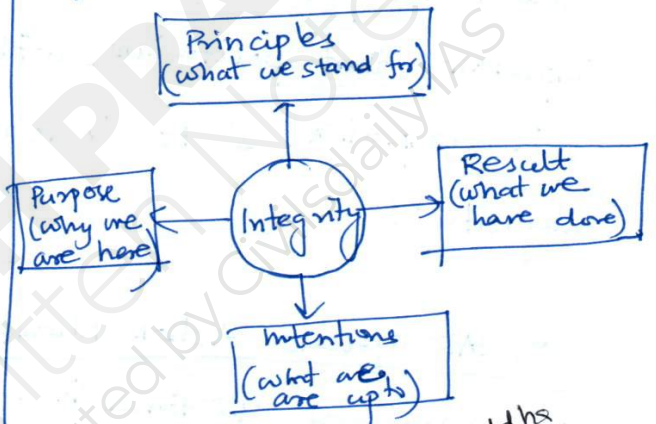 Principles
(what we stand for)
Purpose
(why we
are here
Integrity
Result
(what we
have done)
Intentions
(what we
are upto)